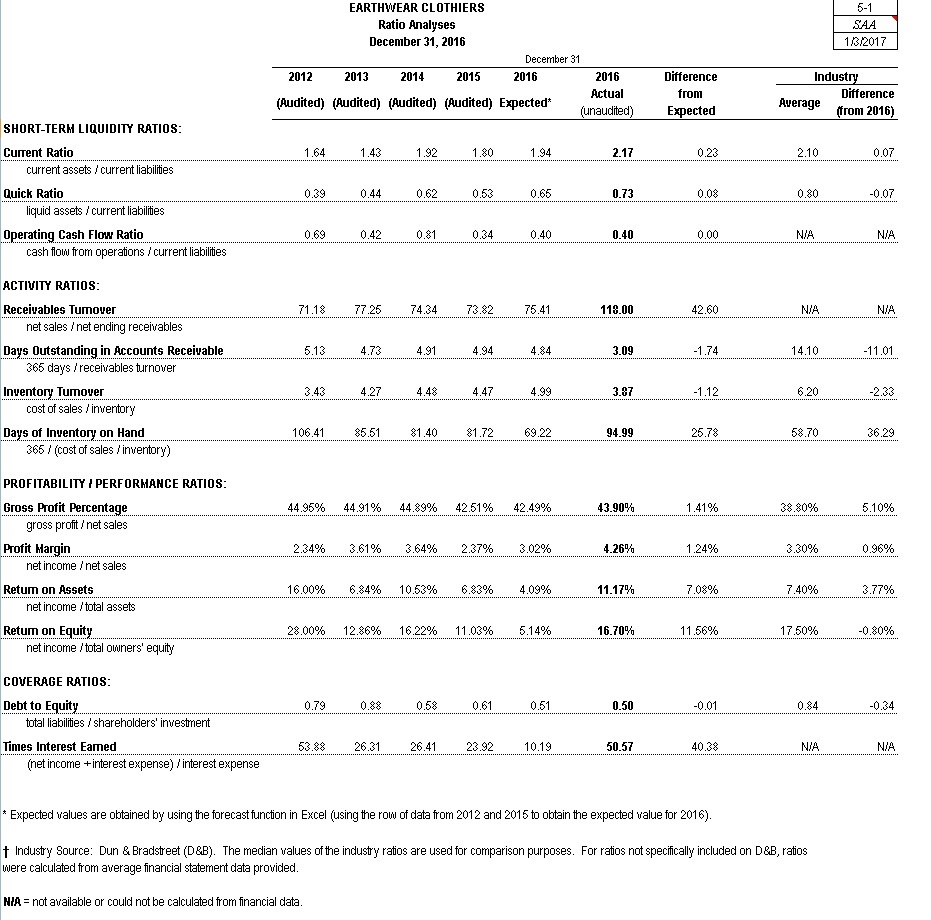 EARTHWEAR CLOTHIERS 5-1
Ratio Analyses SAA
December 31, 2016 1/3/2017
December 31
2012 2013 2014 2015 2016 2016 Difference Industry
Actual from Difference
(Audited) (Audited) (Audited) (Audited) Expected* (unaudited) Expected Average (from 2016)
SHORT-TERM LIQUIDITY RATIOS:
Current Ratio 1.64 1.43 1.92 1.80 1.94 2.17 0.23 2.10 0.07
current assets / current liabilities
Quick Ratio 0.39 0.44 0.62 0.53 0.65 0.73 0.08 0.80 -0.07
liquid assets / current liabilities
Operating Cash Flow Ratio 0.69 0.42 0.81 0.34 0.40 0.40 0.00 N/A N/A
cash flow from operations / current liabilities
ACTIVITY RATIOS:
Receivables Turnover 71.18 77.25 74.34 73.82 75.41 118.00 42.60 N/A N/A
net sales / net ending receivables
Days Outstanding in Accounts Receivable 5.13 4.73 4.91 4.94 4.84 3.09 -1.74 14.10 -11.01
365 days / receivables turnover
Inventory Turnover 3.43 4.27 4.48 4.47 4.99 3.87 -1.12 6.20 -2.33
cost of sales / inventory
Days of Inventory on Hand 106.41 85.51 81.40 81.72 69.22 94.99 25.78 58.70 36.29
365 / (cost of sales / inventory)
PROFITABILITY / PERFORMANCE RATIOS:
Gross Profit Percentage 44.95% 44.91% 44.89% 42.51% 42.49% 43.90% 1.41% 38.80% 5.10%
gross profit / net sales
Profit Margin 2.34% 3.61% 3.64% 2.37% 3.02% 4.26% 1.24% 3.30% 0.96%
net income / net sales
Return on Assets 16.00% 6.84% 10.53% 6.83% 4.09% 11.17% 7.08% 7.40% 3.77%
net income / total assets
Return on Equity 28.00% 12.86% 16.22% 11.03% 5.14% 16.70% 11.56% 17.50% -0.80%
net income / total owners' equity
COVERAGE RATIOS:
Debt to Equity 0.79 0.88 0.58 0.61 0.51 0.50 -0.01 0.84 -0.34
total liabilities / shareholders' investment
Times Interest Earned 53.88 26.31 26.41 23.92 10.19 50.57 40.38 N/A N/A
(net income + interest expense) / interest expense
* Expected values are obtained by using the forecast function in Excel (using the row of data from 2012 and 2015 to obtain the expected value for 2016).
† Industry Source: Dun & Bradstreet (D&B). The median values of the industry ratios are used for comparison purposes. For ratios not specifically included on D&B, ratios
were calculated from average financial statement data provided.
N/A = not available or could not be calculated from financial data.